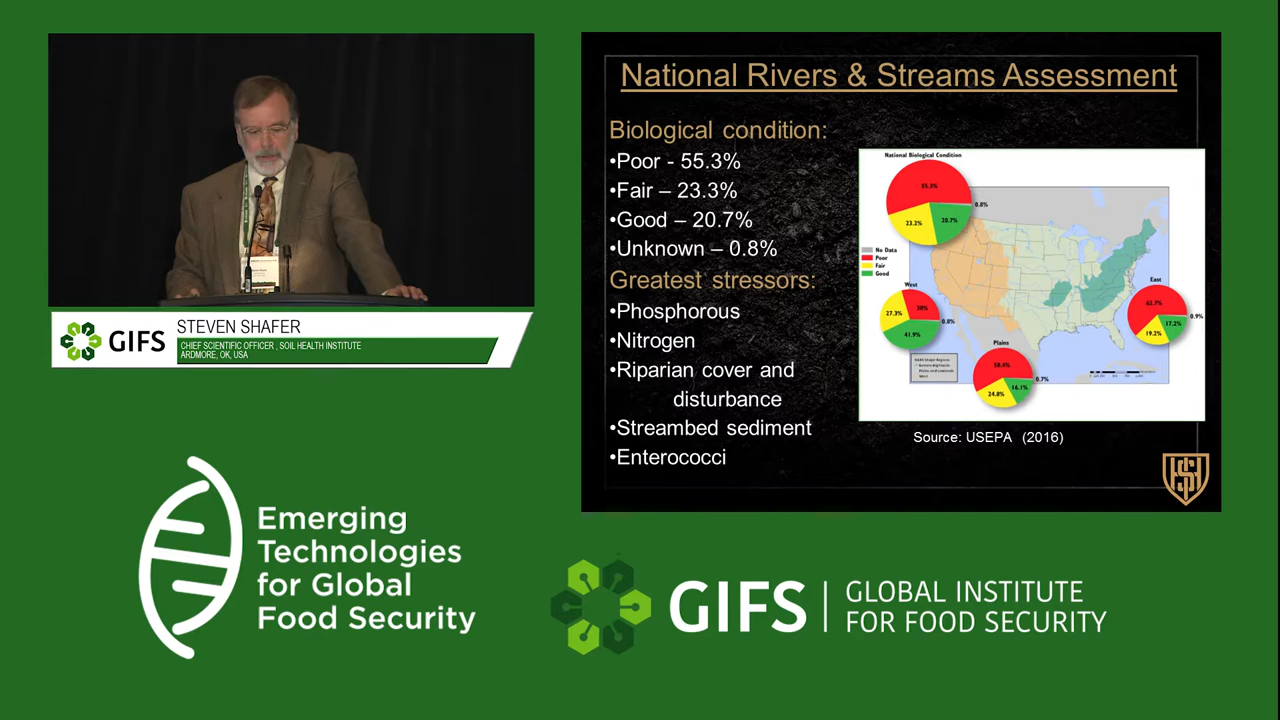 National Rivers & Streams Assessment
Biological condition:
•Poor - 55.3%
•Fair – 23.3%
•Good – 20.7%
•Unknown – 0.8%
Greatest stressors:
•Phosphorous
•Nitrogen
•Riparian cover and
disturbance
•Streambed sediment
•Enterococci
National Biological Condition
55.3%
0.8%
23.2%
20.7%
No Data
Poor
Fair
Good
West
27.3%
30%
0.8%
41.9%
East
62.7%
0.9%
17.2%
19.2%
Plains
58.4%
0.7%
24.8%
16.1%
Source: USEPA (2016)
GIFS
STEVEN SHAFER
CHIEF SCIENTIFIC OFFICER , SOIL HEALTH INSTITUTE
ARDMORE, OK, USA
Emerging
Technologies
for Global
Food Security
GIFS
GLOBAL INSTITUTE
FOR FOOD SECURITY